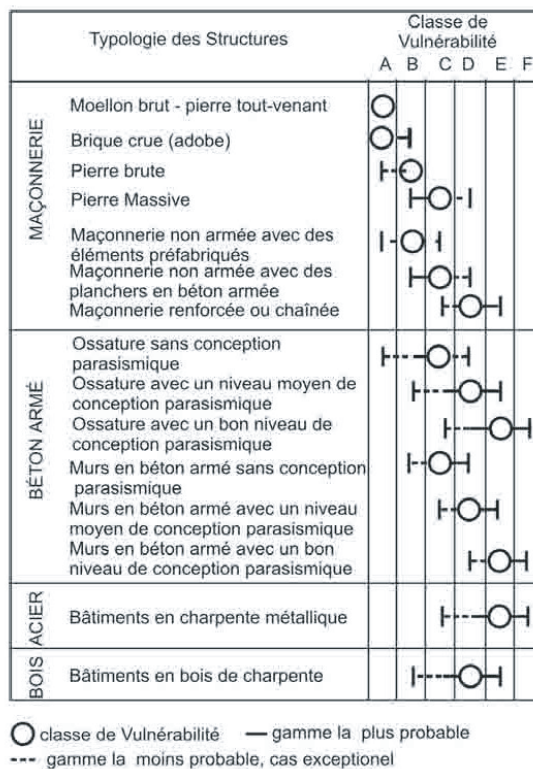 Typologie des Structures
Classe de
Vulnérabilité
A B C D E F
MAÇONNERIE
Moellon brut - pierre tout-venant
Brique crue (adobe)
Pierre brute
Pierre Massive
Maçonnerie non armée avec des
éléments préfabriqués
Maçonnerie non armée avec des
planchers en béton armée
Maçonnerie renforcée ou chaînée
BÉTON ARMÉ
Ossature sans conception
parasismique
Ossature avec un niveau moyen de
conception parasismique
Ossature avec un bon niveau de
conception parasismique
Murs en béton armé sans conception
parasismique
Murs en béton armé avec un niveau
moyen de conception parasismique
Murs en béton armé avec un bon
niveau de conception parasismique
ACIER
Bâtiments en charpente métallique
BOIS
Bâtiments en bois de charpente
classe de Vulnérabilité
gamme la plus probable
gamme la moins probable, cas exceptionel